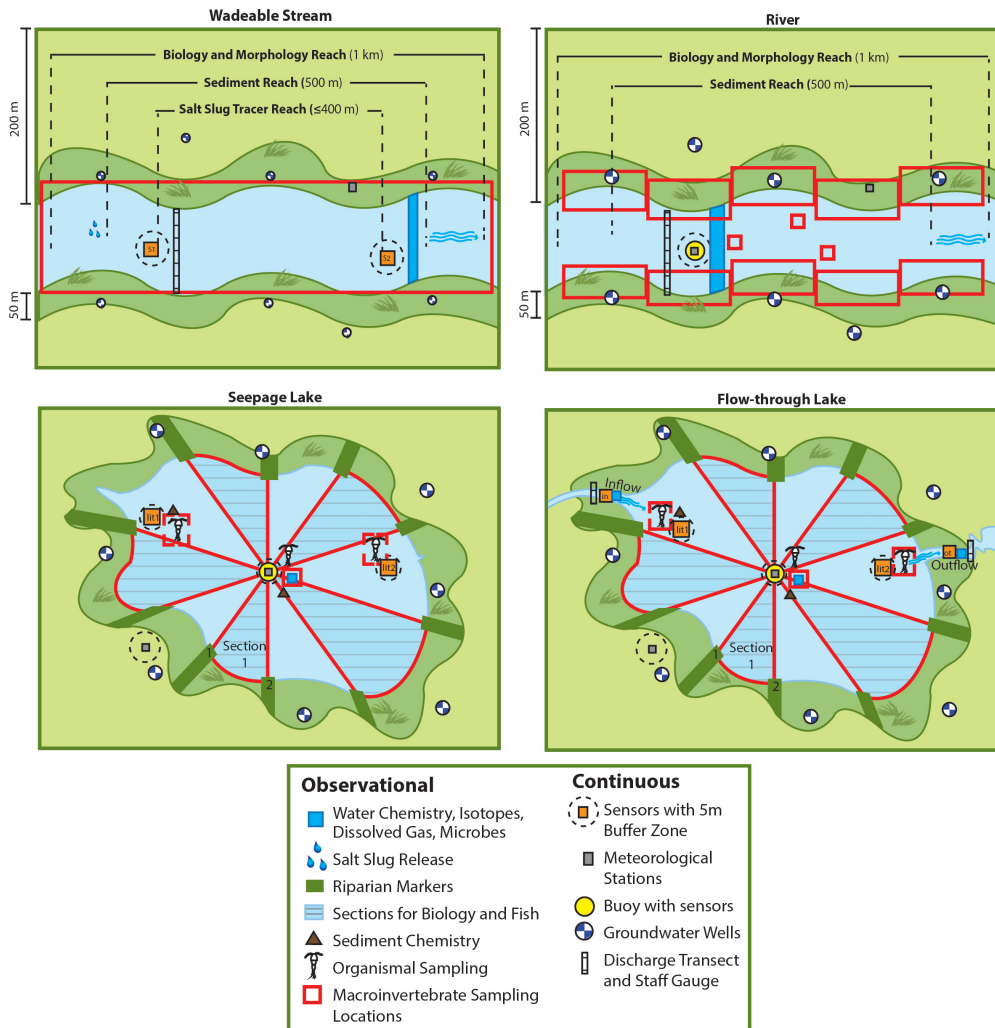 Wadeable Stream
Biology and Morphology Reach (1 km)
Sediment Reach (500 m)
Salt Slug Tracer Reach (≤400 m)
200 m
50 m
S1
S2
River
Biology and Morphology Reach (1 km)
Sediment Reach (500 m)
200 m
50 m
Seepage Lake
lit1
lit2
Section
1
1
2
Flow-through Lake
Inflow
in
lit1
lit2
ot
Outflow
Section
1
1
2
Observational
Water Chemistry, Isotopes,
Dissolved Gas, Microbes
Salt Slug Release
Riparian Markers
Sections for Biology and Fish
Sediment Chemistry
Organismal Sampling
Macroinvertebrate Sampling
Locations
Continuous
Sensors with 5m
Buffer Zone
Meteorological
Stations
Buoy with sensors
Groundwater Wells
Discharge Transect
and Staff Gauge